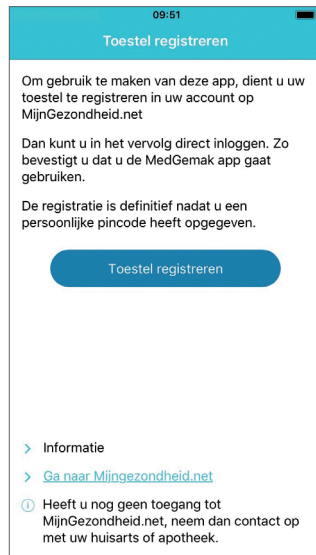 09:51
Toestel registreren
Om gebruik te maken van deze app, dient u uw
toestel te registreren in uw account op
MijnGezondheid.net
Dan kunt u in het vervolg direct inloggen. Zo
bevestigt u dat u de MedGemak app gaat
gebruiken.
De registratie is definitief nadat u een
persoonlijke pincode heeft opgegeven.
Toestel registreren
Informatie
Ga naar Mijngezondheid.net
Heeft u nog geen toegang tot
MijnGezondheid.net, neem dan contact op
met uw huisarts of apotheek.